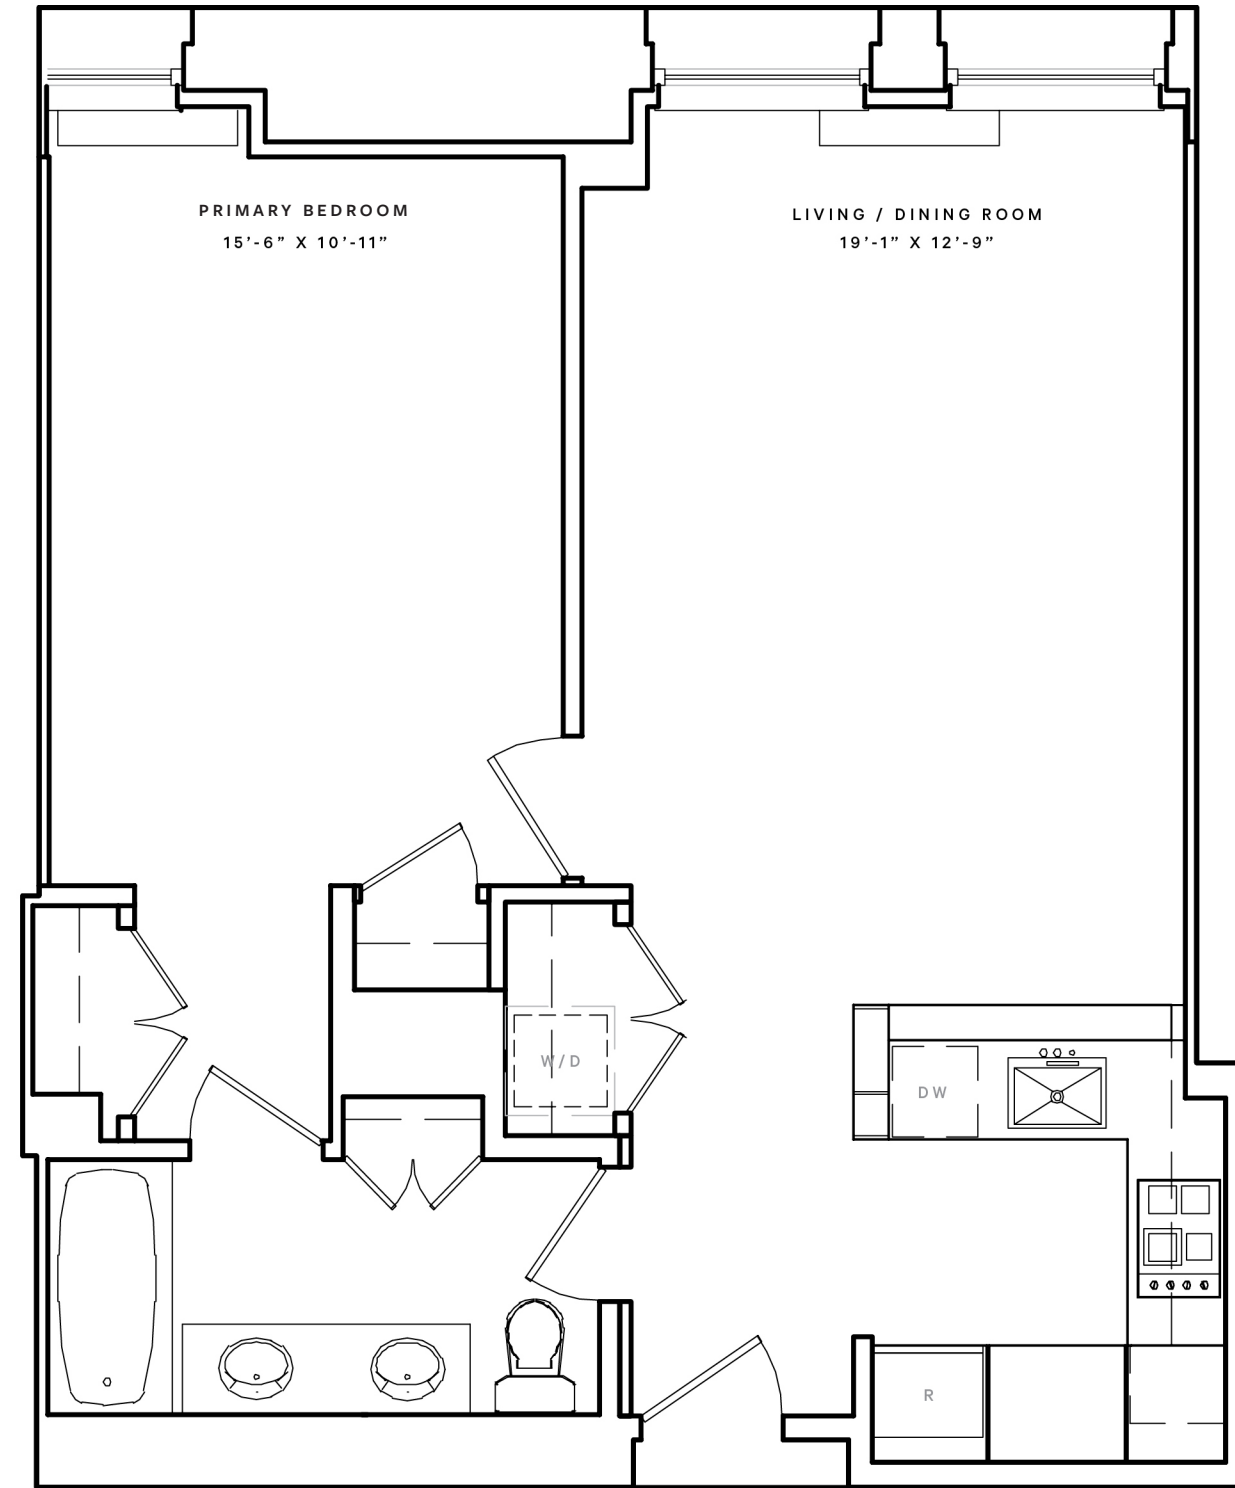 PRIMARY BEDROOM
15’-6” X 10’-11”
LIVING / DINING ROOM
19’-1” X 12’-9”
W/D
DW
R